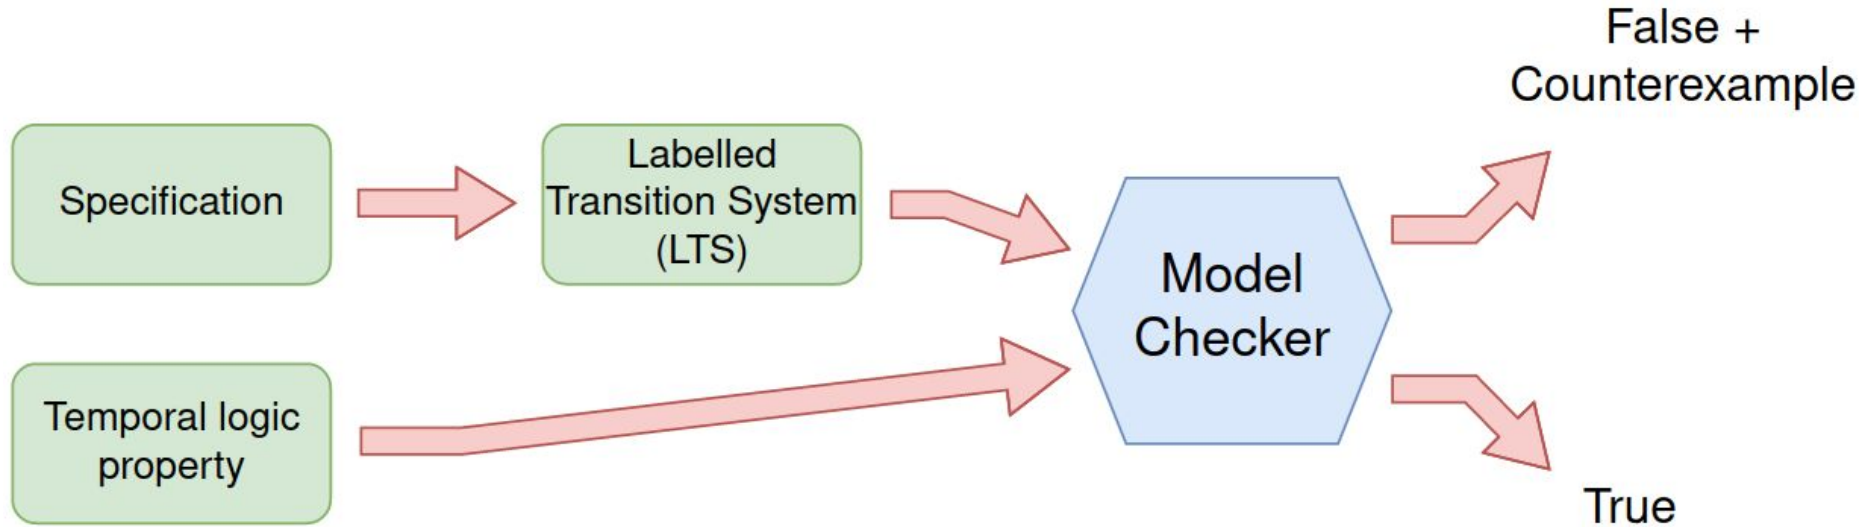 False +
Counterexample
Specification
Labelled
Transition System
(LTS)
Model
Checker
Temporal logic
property
True